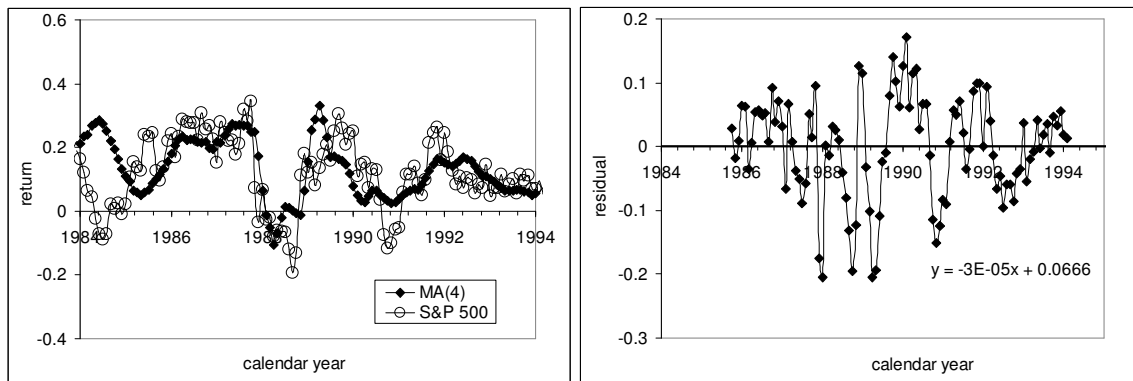 0.6
0.4
0.2
0
-0.2
-0.4
return
1984 1986 1988 1990 1992 1994
MA(4)
S&P 500
calendar year
0.2
0.1
0
-0.1
-0.2
-0.3
residual
1984 1986 1988 1990 1992 1994
y = -3E-05x + 0.0666
calendar year